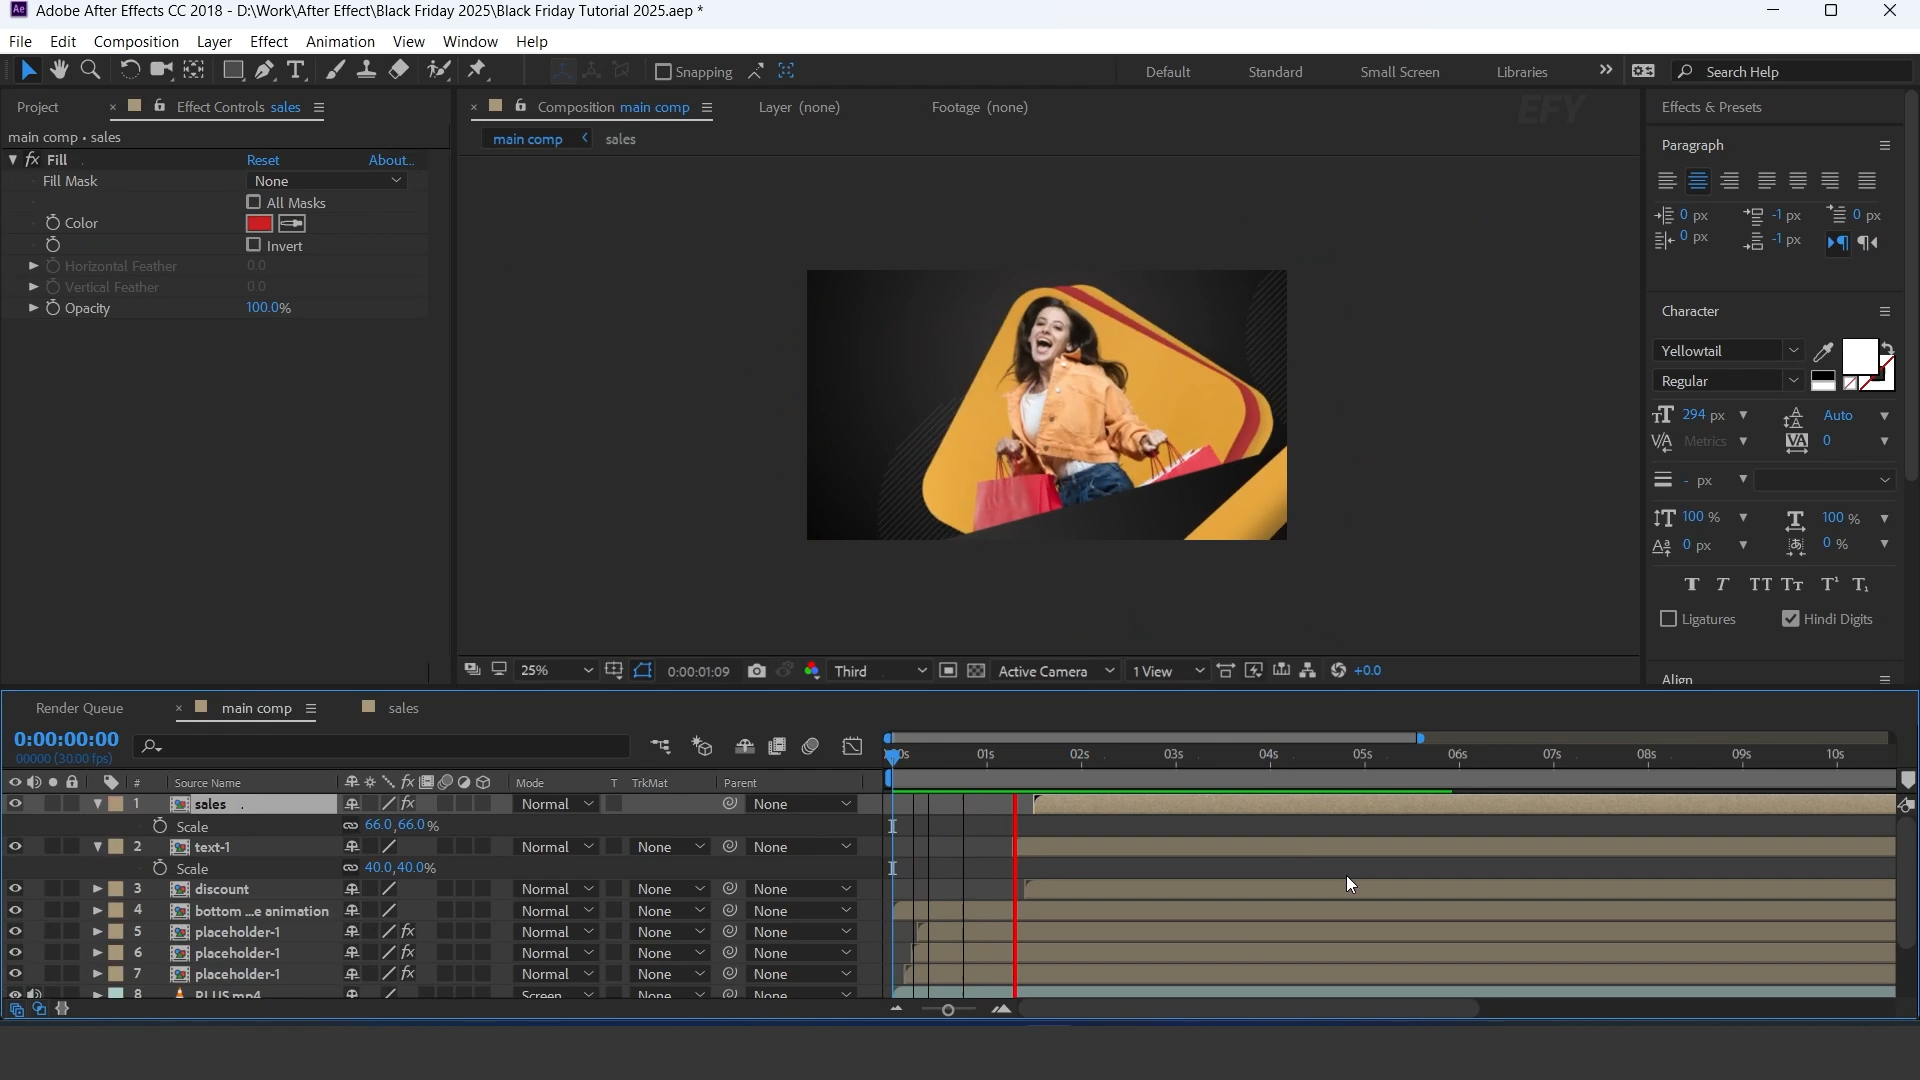 Adobe After Effects CC 2018 - D:\Work\After Effect\Black Friday 2025\Black Friday Tutorial 2025.aep *
File Edit Composition Layer Effect Animation View Window Help
Snapping Default Standard Small Screen Libraries Search Help
Project Effect Controls sales Composition main comp Layer (none) Footage (none) EFY Effects & Presets
main comp • sales
main comp sales
Paragraph
fx Fill Reset About...
Fill Mask None
All Masks
Color
Invert
Horizontal Feather 0.0
Vertical Feather 0.0
Opacity 100.0%
0 px -1 px 0 px
0 px -1 px
Character
Yellowtail
Regular
294 px Auto
Metrics 0
- px
100 % 100 %
0 px 0 %
T T TT Tt T¹ T₁
Ligatures Hindi Digits
Align
25% 0:00:01:09 Third Active Camera 1 View +0.0
Render Queue main comp sales
0:00:00:00
00000 (30.00 fps)
01s 02s 03s 04s 05s 06s 07s 08s 09s 10s
# Source Name Mode T TrkMat Parent
1 sales Normal None
Scale 66.0,66.0%
2 text-1 Normal None None
Scale 40.0,40.0%
3 discount Normal None None
4 bottom ...e animation Normal None None
5 placeholder-1 Normal None None
6 placeholder-1 Normal None None
7 placeholder-1 Normal None None
8 PLUS.mp4 Screen None None